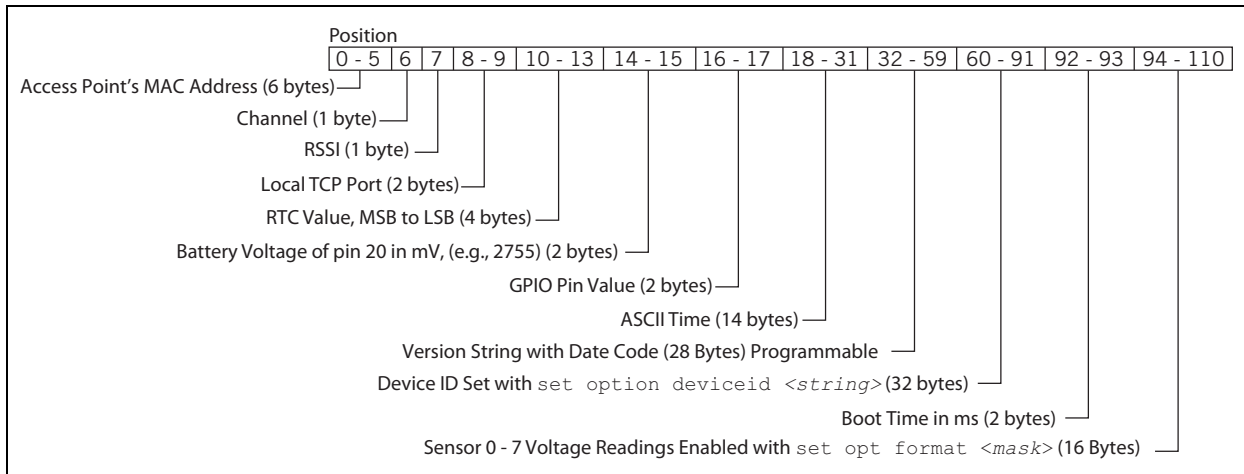 Position
0 - 5 6 7 8 - 9 10 - 13 14 - 15 16 - 17 18 - 31 32 - 59 60 - 91 92 - 93 94 - 110
Access Point’s MAC Address (6 bytes)
Channel (1 byte)
RSSI (1 byte)
Local TCP Port (2 bytes)
RTC Value, MSB to LSB (4 bytes)
Battery Voltage of pin 20 in mV, (e.g., 2755) (2 bytes)
GPIO Pin Value (2 bytes)
ASCII Time (14 bytes)
Version String with Date Code (28 Bytes) Programmable
Device ID Set with set option deviceid <string> (32 bytes)
Boot Time in ms (2 bytes)
Sensor 0 - 7 Voltage Readings Enabled with set opt format <mask> (16 Bytes)